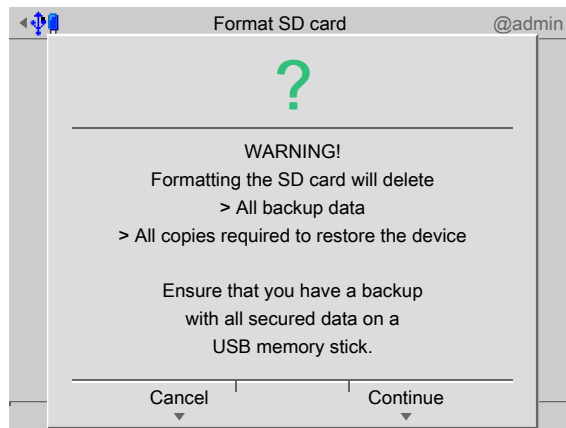 Format SD card @admin
?
WARNING!
Formatting the SD card will delete
> All backup data
> All copies required to restore the device
Ensure that you have a backup
with all secured data on a
USB memory stick.
Cancel Continue